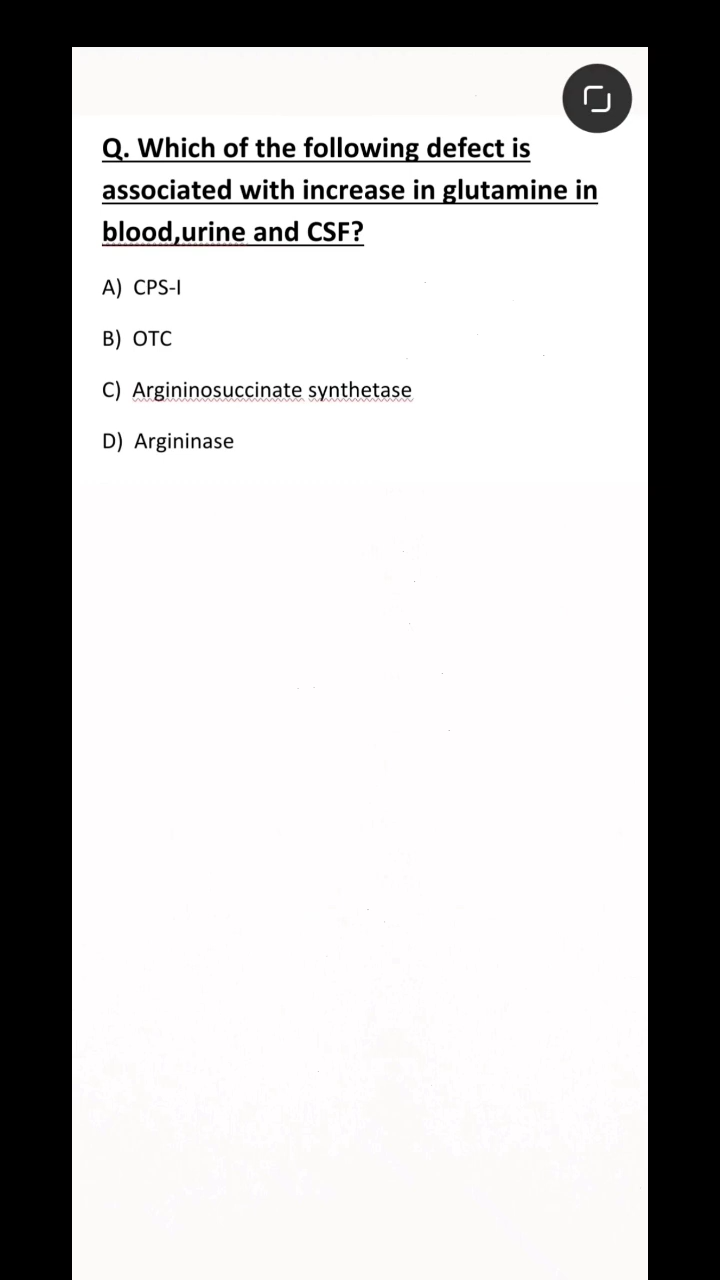 Q. Which of the following defect is
associated with increase in glutamine in
blood,urine and CSF?
A) CPS-I
B) OTC
C) Argininosuccinate synthetase
D) Argininase